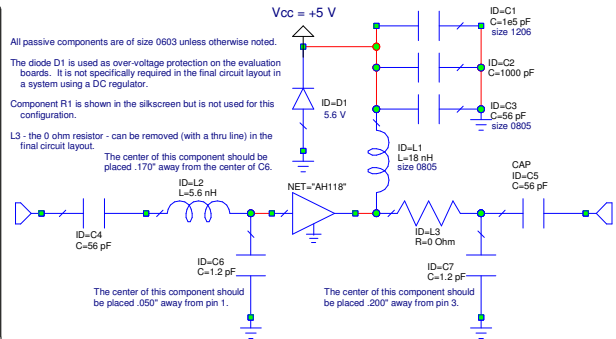 Vcc = +5 V
ID=C1
C=1e5 pF
size 1206
All passive components are of size 0603 unless otherwise noted.
The diode D1 is used as over-voltage protection on the evaluation
boards. It is not specifically required in the final circuit layout in
a system using a DC regulator.
Component R1 is shown in the silkscreen but is not used for this
configuration.
L3 - the 0 ohm resistor - can be removed (with a thru line) in the
final circuit layout.
ID=C2
C=1000 pF
ID=D1
5.6 V
ID=C3
C=56 pF
size 0805
ID=L1
L=18 nH
size 0805
The center of this component should be
placed .170" away from the center of C6.
ID=L2
L=5.6 nH
NET="AH118"
CAP
ID=C5
C=56 pF
ID=C4
C=56 pF
ID=L3
R=0 Ohm
ID=C6
C=1.2 pF
ID=C7
C=1.2 pF
The center of this component should
be placed .050" away from pin 1.
The center of this component should
be placed .200" away from pin 3.